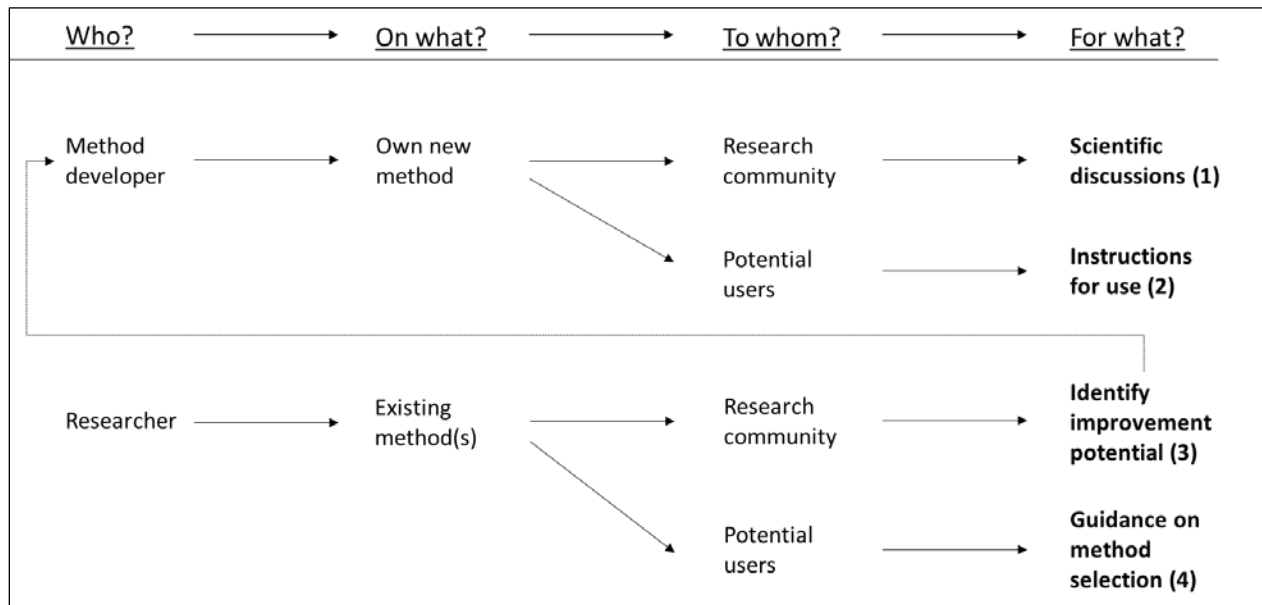 Who? On what? To whom? For what?
Method
developer
Own new
method
Research
community
Scientific
discussions (1)
Potential
users
Instructions
for use (2)
Researcher
Existing
method(s)
Research
community
Identify
improvement
potential (3)
Potential
users
Guidance on
method
selection (4)